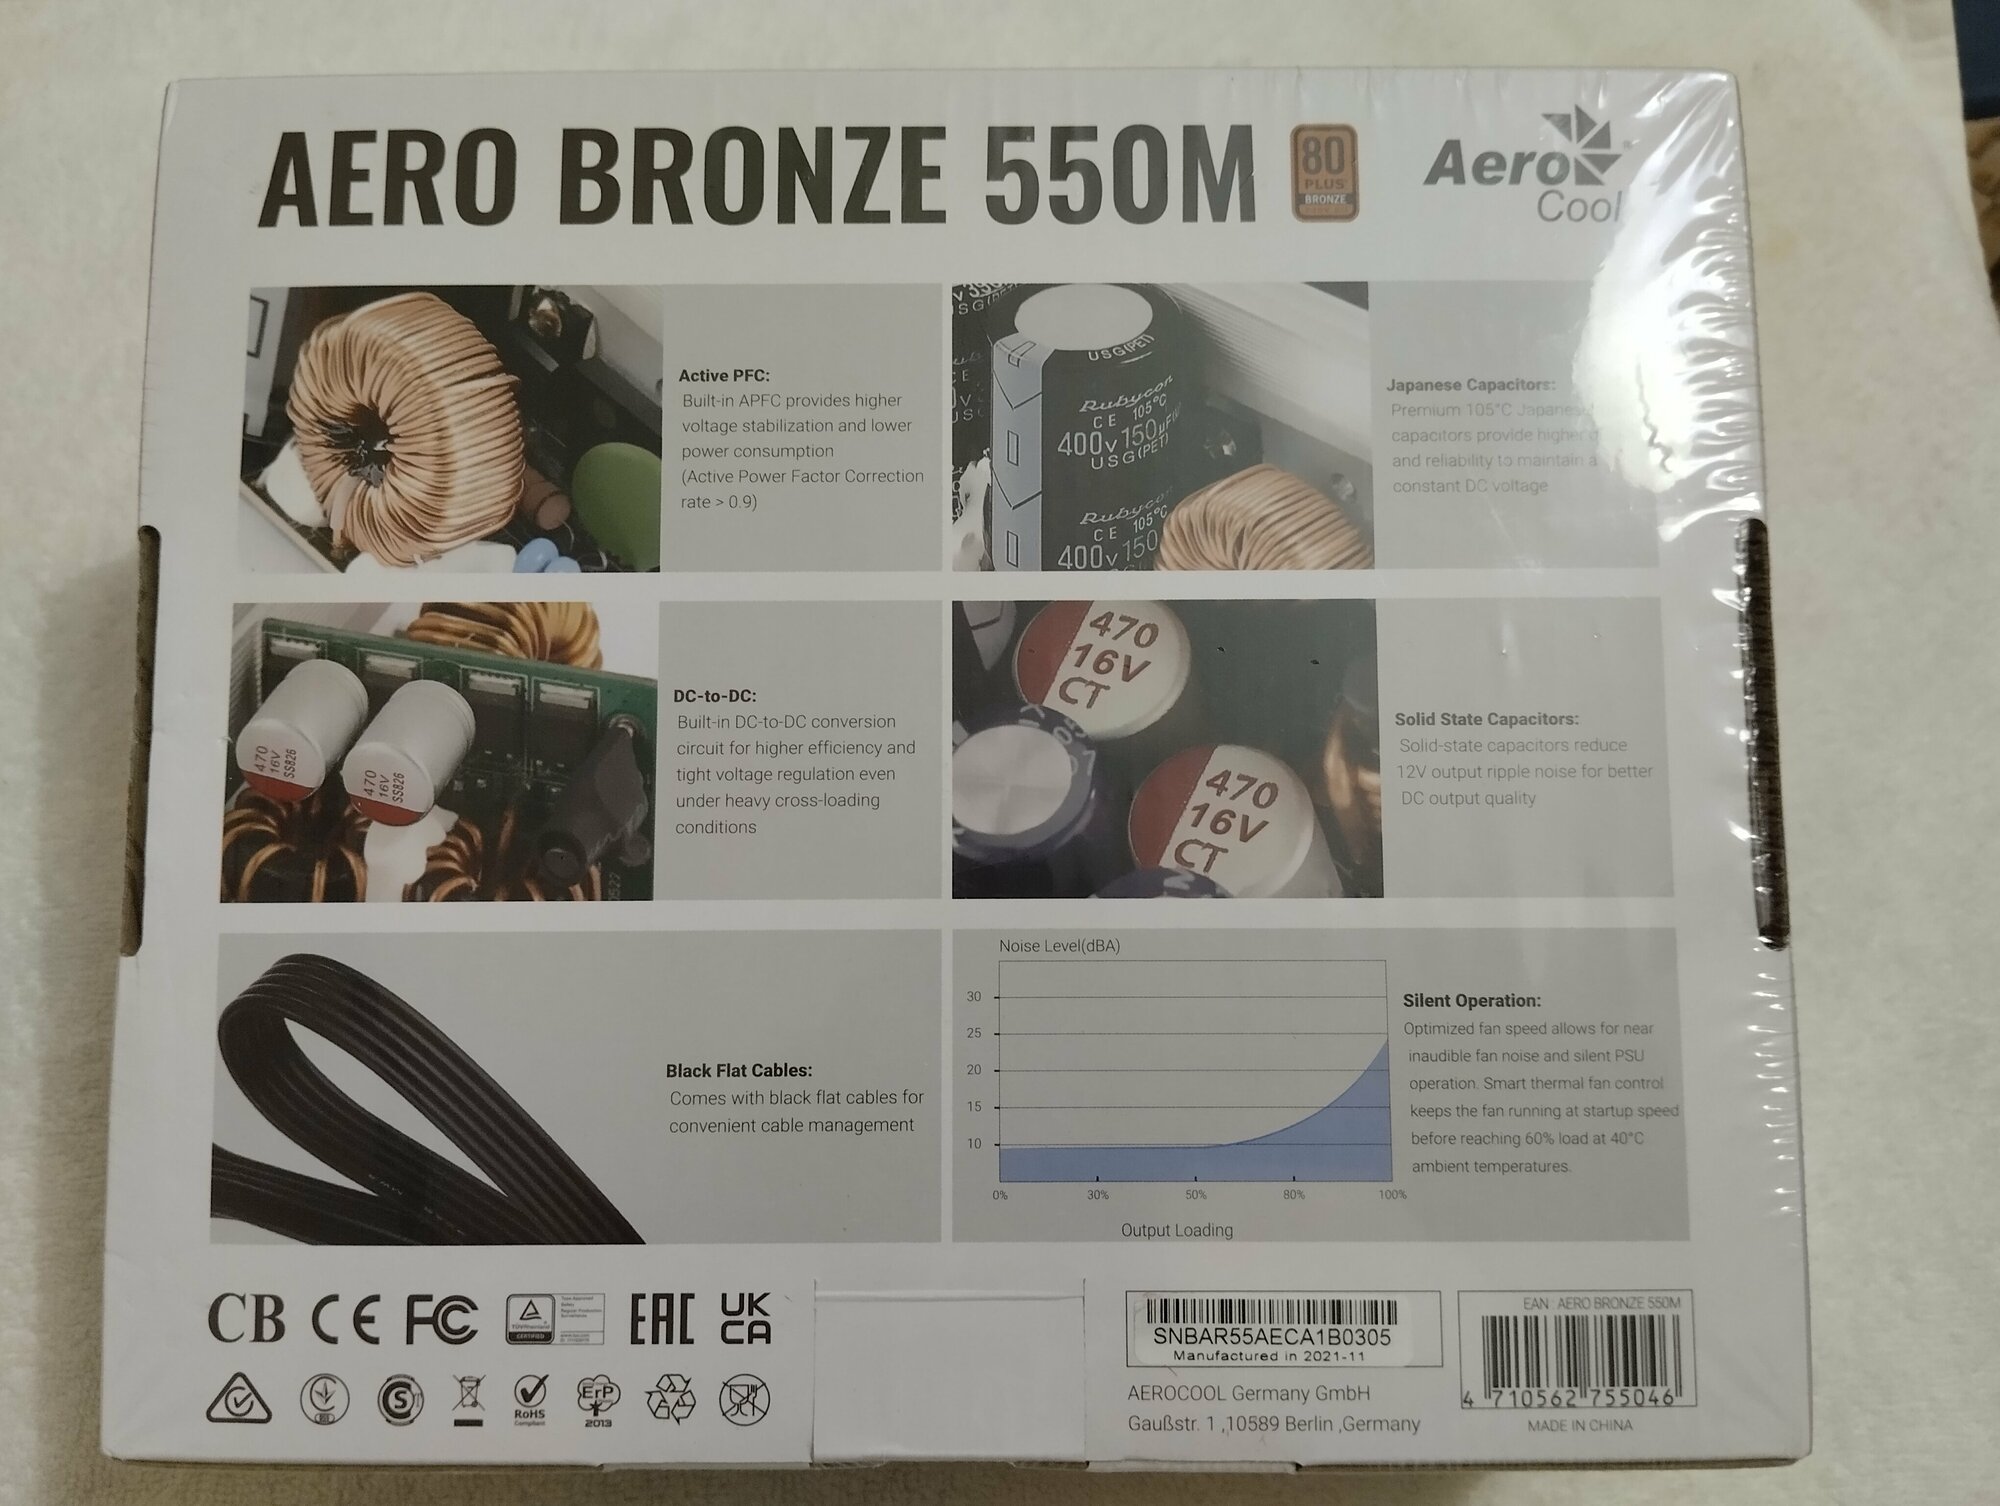 AERO BRONZE 550M
80
PLUS
BRONZE
Aero
Cool
Active PFC:
Built-in APFC provides higher
voltage stabilization and lower
power consumption
(Active Power Factor Correction
rate > 0.9)
USG(PET)
Rubycon
CE 105°C
400v 150µF
USG(PET)
Rubycon
CE 105°C
400v 150
Japanese Capacitors:
Premium 105°C Japanese
capacitors provide higher
and reliability to maintain a
constant DC voltage
470
16V
SS826
470
16V
SS826
DC-to-DC:
Built-in DC-to-DC conversion
circuit for higher efficiency and
tight voltage regulation even
under heavy cross-loading
conditions
470
16V
CT
470
16V
CT
Solid State Capacitors:
Solid-state capacitors reduce
12V output ripple noise for better
DC output quality
Black Flat Cables:
Comes with black flat cables for
convenient cable management
Noise Level(dBA)
30
25
20
15
10
0% 30% 50% 80% 100%
Output Loading
Silent Operation:
Optimized fan speed allows for near
inaudible fan noise and silent PSU
operation. Smart thermal fan control
keeps the fan running at startup speed
before reaching 60% load at 40°C
ambient temperatures.
CB CE FC
TÜVRheinland
CERTIFIED
EAC
UK
CA
S
RoHS
Compliant
ErP
2013
SNBAR55AECA1B0305
Manufactured in 2021-11
AEROCOOL Germany GmbH
Gaußstr. 1 ,10589 Berlin ,Germany
EAN : AERO BRONZE 550M
4 710562 755046
MADE IN CHINA